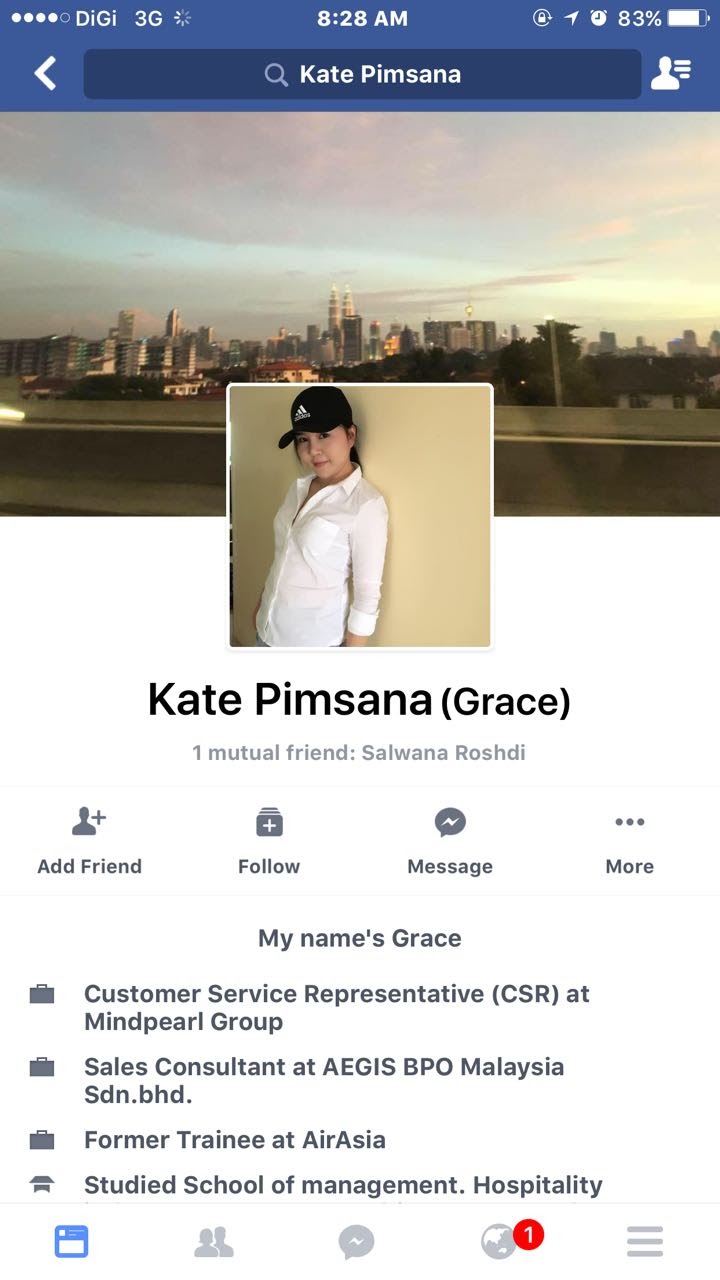 DiGi 3G 8:28 AM 83%
Kate Pimsana
adidas
Kate Pimsana (Grace)
1 mutual friend: Salwana Roshdi
Add Friend Follow Message More
My name's Grace
Customer Service Representative (CSR) at
Mindpearl Group
Sales Consultant at AEGIS BPO Malaysia
Sdn.bhd.
Former Trainee at AirAsia
Studied School of management. Hospitality
1